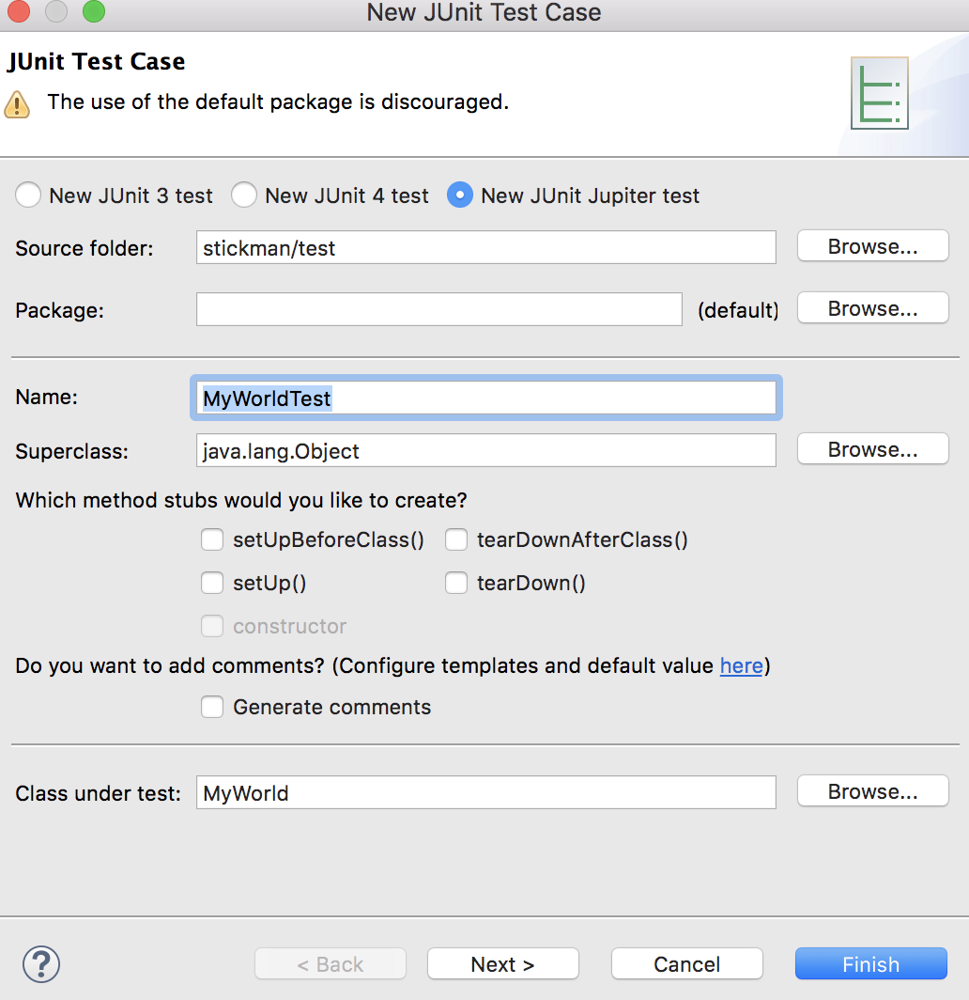 New JUnit Test Case
JUnit Test Case
The use of the default package is discouraged.
New JUnit 3 test New JUnit 4 test New JUnit Jupiter test
Source folder: stickman/test Browse...
Package: (default) Browse...
Name: MyWorldTest
Superclass: java.lang.Object Browse...
Which method stubs would you like to create?
setUpBeforeClass() tearDownAfterClass()
setUp() tearDown()
constructor
Do you want to add comments? (Configure templates and default value here)
Generate comments
Class under test: MyWorld Browse...
? < Back Next > Cancel Finish